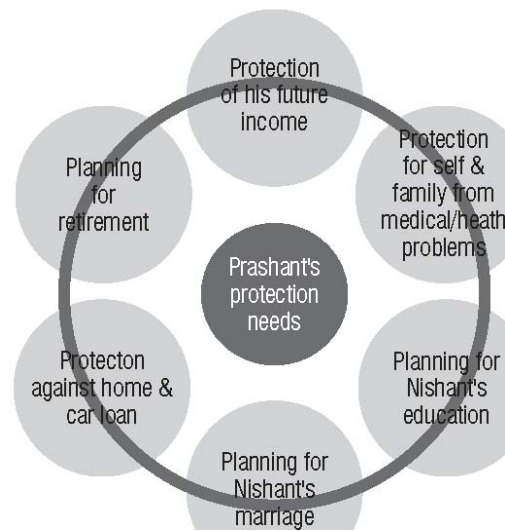 Protection
of his future
income
Protection
for self &
family from
medical/heath
problems
Planning for
Nishant's
education
Planning for
Nishant's
marriage
Protecton
against home &
car loan
Planning
for
retirement
Prashant's
protection
needs